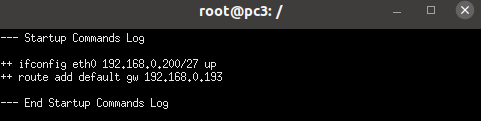 root@pc3: /
--- Startup Commands Log
++ ifconfig eth0 192.168.0.200/27 up
++ route add default gw 192.168.0.193
--- End Startup Commands Log